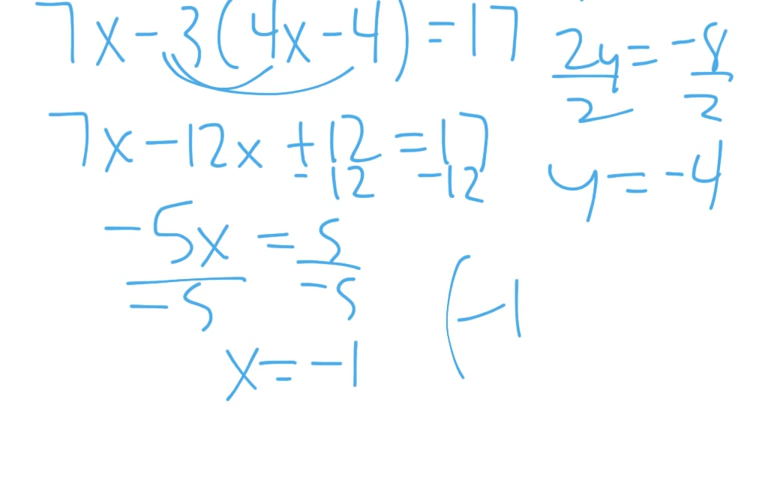 7x - 3(4x - 4) = 17
7x - 12x + 12 = 17
- 12 - 12
-5x = 5
-5 -5
x = -1
2y = -8
2 2
y = -4
(-1